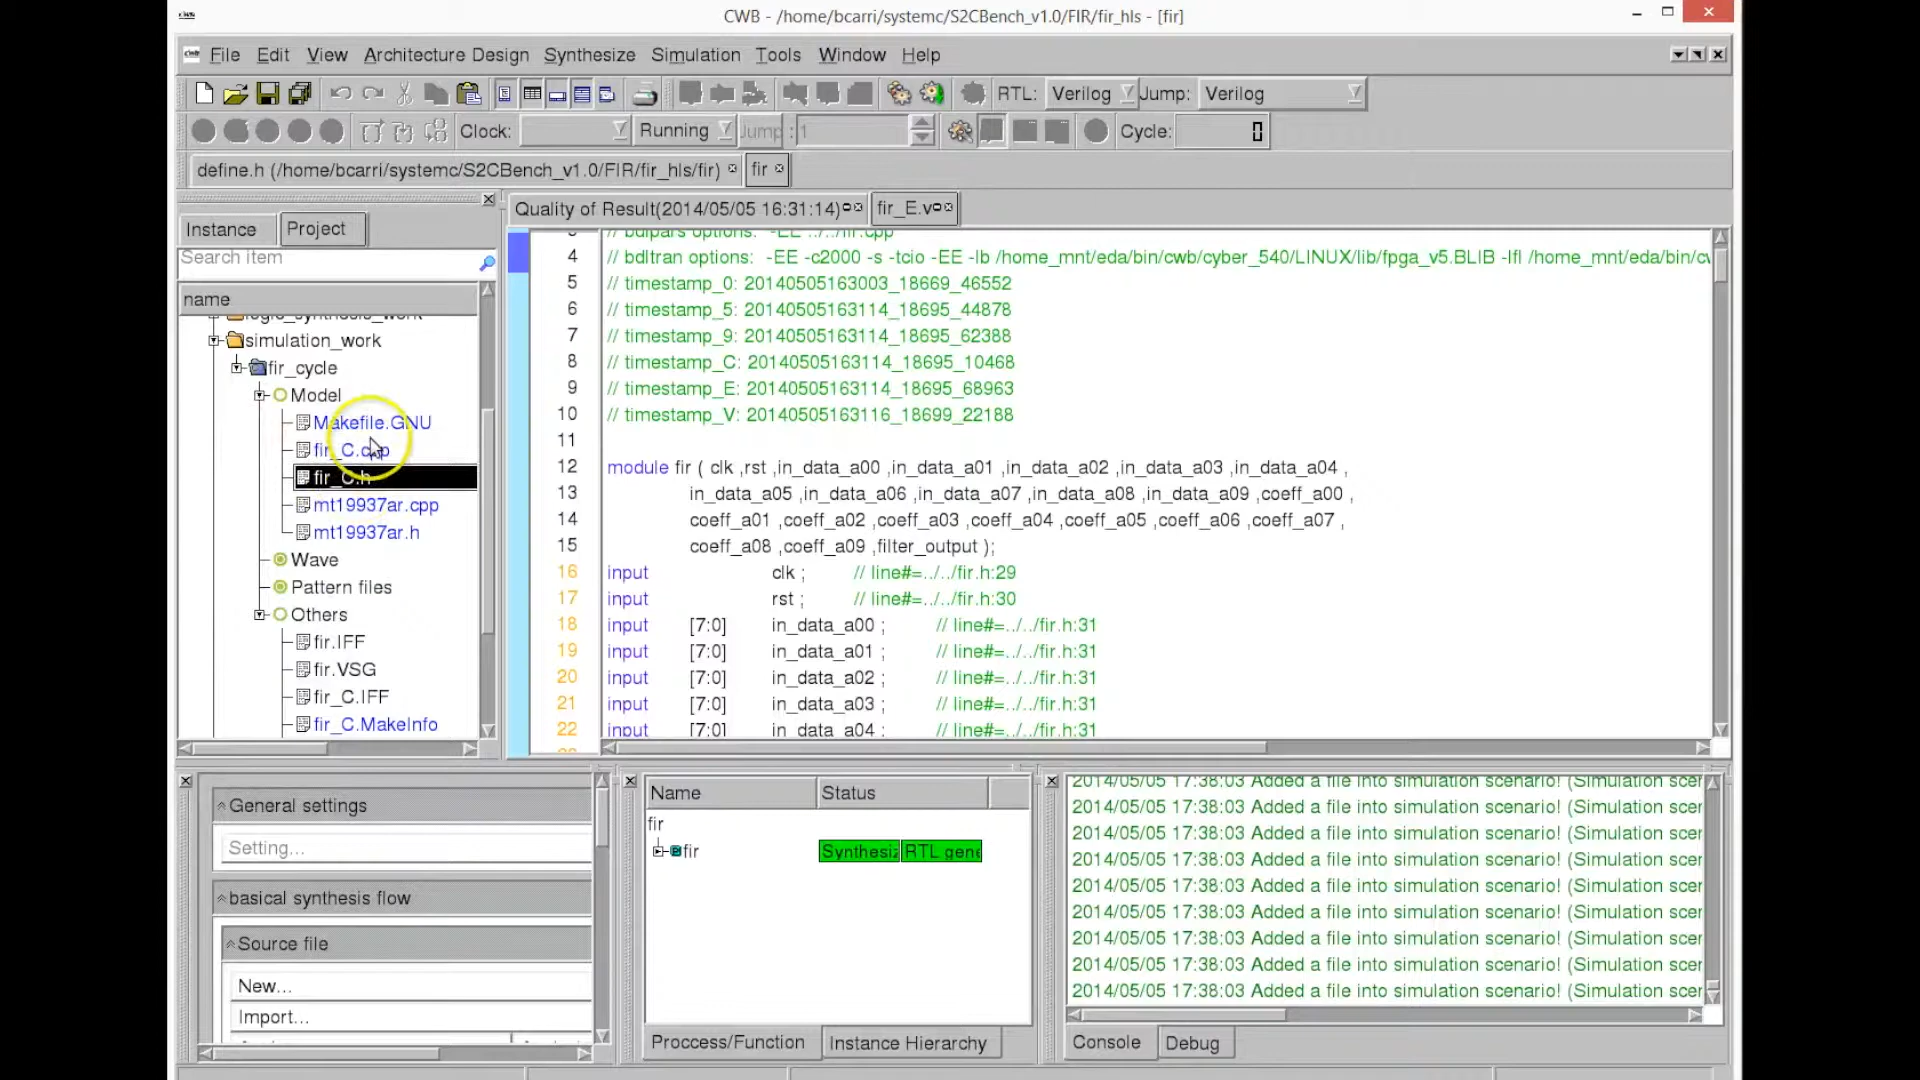 CWB - /home/bcarri/systemc/S2CBench_v1.0/FIR/fir_hls - [fir]
File Edit View Architecture Design Synthesize Simulation Tools Window Help
RTL: Verilog Jump: Verilog
Clock: Running Jump : 1 Cycle: 0
define.h (/home/bcarri/systemc/S2CBench_v1.0/FIR/fir_hls/fir) fir
Instance Project
Search item
name
simulation_work
fir_cycle
Model
Makefile.GNU
fir_C.cpp
fir_C.h
mt19937ar.cpp
mt19937ar.h
Wave
Pattern files
Others
fir.IFF
fir.VSG
fir_C.IFF
fir_C.MakeInfo
Quality of Result(2014/05/05 16:31:14) fir_E.v
// bdlpars options: -EE ../../fir.cpp
4 // bdltran options: -EE -c2000 -s -tcio -EE -lb /home_mnt/eda/bin/cwb/cyber_540/LINUX/lib/fpga_v5.BLIB -lfl /home_mnt/eda/bin/
5 // timestamp_0: 20140505163003_18669_46552
6 // timestamp_5: 20140505163114_18695_44878
7 // timestamp_9: 20140505163114_18695_62388
8 // timestamp_C: 20140505163114_18695_10468
9 // timestamp_E: 20140505163114_18695_68963
10 // timestamp_V: 20140505163116_18699_22188
11
12 module fir ( clk ,rst ,in_data_a00 ,in_data_a01 ,in_data_a02 ,in_data_a03 ,in_data_a04 ,
13 in_data_a05 ,in_data_a06 ,in_data_a07 ,in_data_a08 ,in_data_a09 ,coeff_a00 ,
14 coeff_a01 ,coeff_a02 ,coeff_a03 ,coeff_a04 ,coeff_a05 ,coeff_a06 ,coeff_a07 ,
15 coeff_a08 ,coeff_a09 ,filter_output );
16 input clk ; // line#=../../fir.h:29
17 input rst ; // line#=../../fir.h:30
18 input [7:0] in_data_a00 ; // line#=../../fir.h:31
19 input [7:0] in_data_a01 ; // line#=../../fir.h:31
20 input [7:0] in_data_a02 ; // line#=../../fir.h:31
21 input [7:0] in_data_a03 ; // line#=../../fir.h:31
22 input [7:0] in_data_a04 ; // line#=../../fir.h:31
General settings
Setting...
basical synthesis flow
Source file
New...
Import...
Name Status
fir
fir Synthesiz RTL gene
Proccess/Function Instance Hierarchy
2014/05/05 17:38:03 Added a file into simulation scenario! (Simulation scer
2014/05/05 17:38:03 Added a file into simulation scenario! (Simulation scer
2014/05/05 17:38:03 Added a file into simulation scenario! (Simulation scer
2014/05/05 17:38:03 Added a file into simulation scenario! (Simulation scer
2014/05/05 17:38:03 Added a file into simulation scenario! (Simulation scer
2014/05/05 17:38:03 Added a file into simulation scenario! (Simulation scer
2014/05/05 17:38:03 Added a file into simulation scenario! (Simulation scer
2014/05/05 17:38:03 Added a file into simulation scenario! (Simulation scer
2014/05/05 17:38:03 Added a file into simulation scenario! (Simulation scer
Console Debug